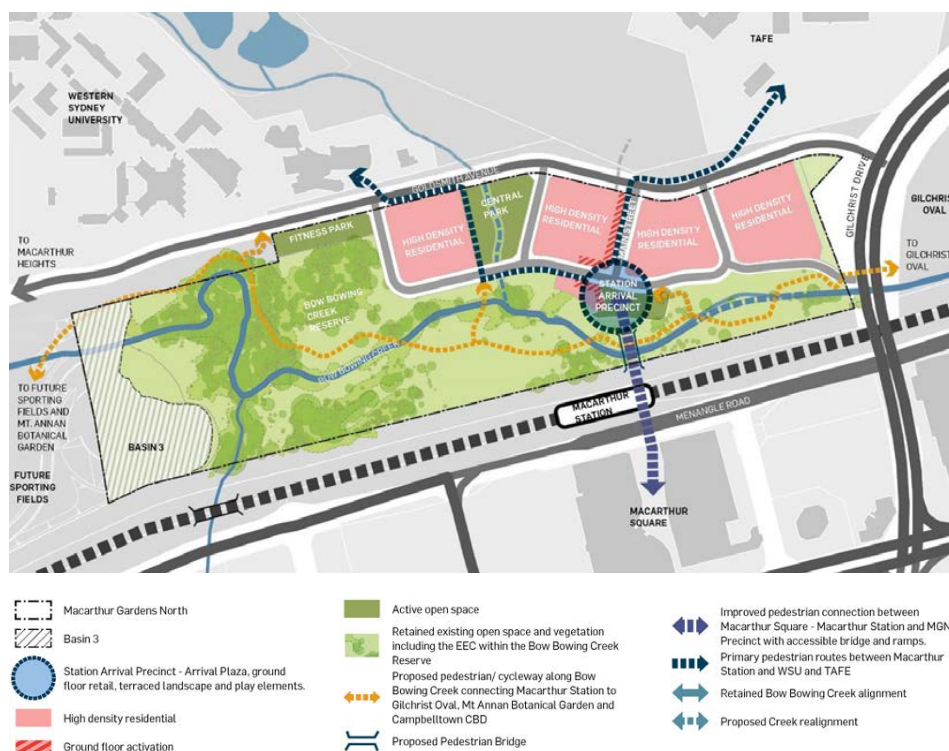 TAFE
WESTERN
SYDNEY
UNIVERSITY
GOLDSMITH AVENUE
GILCHRIST DRIVE
GILCHRIS
OVAL
CENTRAL
PARK
HIGH DENSITY
RESIDENTIAL
MAIN STREET
HIGH DENSITY
RESIDENTIAL
HIGH DENSITY
RESIDENTIAL
HIGH DENSITY
RESIDENTIAL
FITNESS PARK
TO
MACARTHUR
HEIGHTS
TO
GILCHRIST
OVAL
BOW BOWING
CREEK
RESERVE
STATION
ARRIVAL
PRECINCT
BOW BOWING CREEK
TO FUTURE
SPORTING
FIELDS AND
MT. ANNAN
BOTANICAL
GARDEN
MACARTHUR
STATION
MENANGLE ROAD
BASIN 3
FUTURE
SPORTING
FIELDS
MACARTHUR
SQUARE
Macarthur Gardens North
Basin 3
Station Arrival Precinct - Arrival Plaza, ground
floor retail, terraced landscape and play elements.
High density residential
Ground floor activation
Active open space
Retained existing open space and vegetation
including the EEC within the Bow Bowing Creek
Reserve
Proposed pedestrian/ cycleway along Bow
Bowing Creek connecting Macarthur Station to
Gilchrist Oval, Mt Annan Botanical Garden and
Campbelltown CBD
Proposed Pedestrian Bridge
Improved pedestrian connection between
Macarthur Square - Macarthur Station and MGN
Precinct with accessible bridge and ramps.
Primary pedestrian routes between Macarthur
Station and WSU and TAFE
Retained Bow Bowing Creek alignment
Proposed Creek realignment